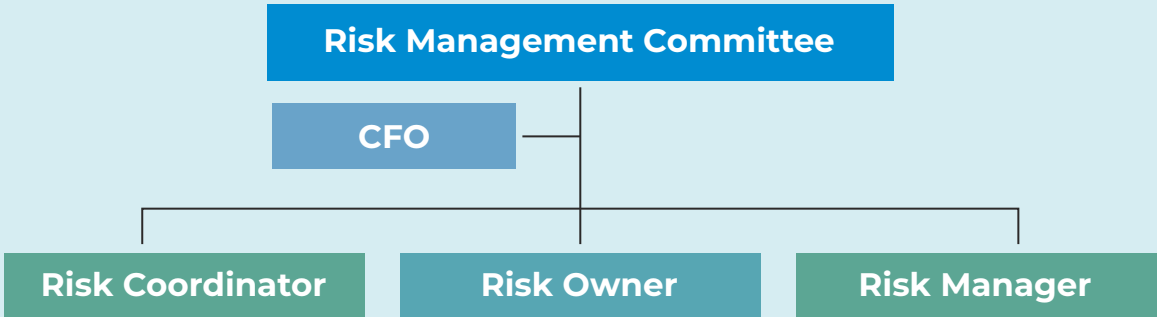 Risk Management Committee
CFO
Risk Coordinator
Risk Owner
Risk Manager